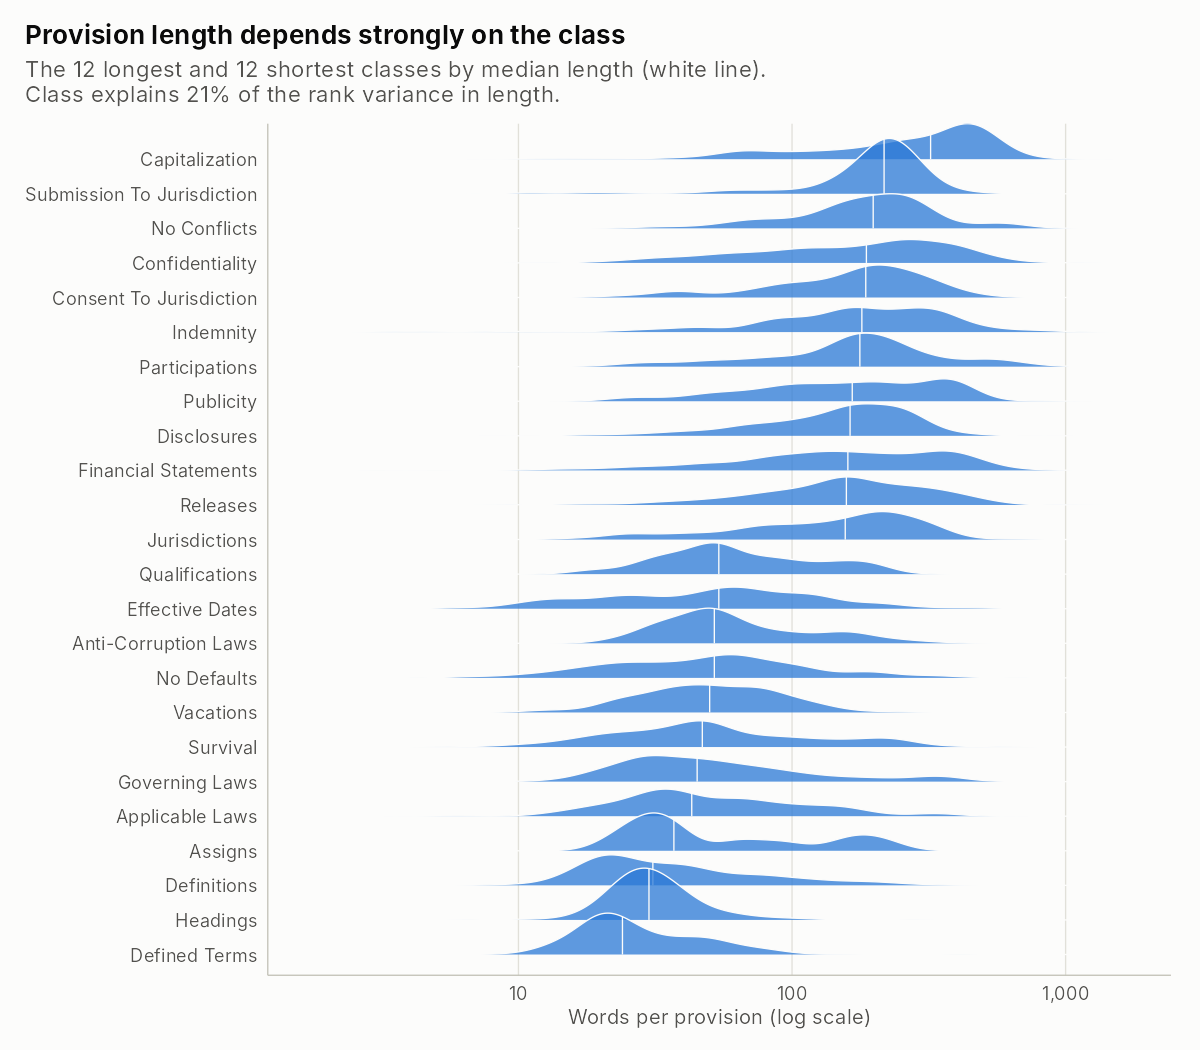 Provision length depends strongly on the class
The 12 longest and 12 shortest classes by median length (white line).
Class explains 21% of the rank variance in length.
Capitalization
Submission To Jurisdiction
No Conflicts
Confidentiality
Consent To Jurisdiction
Indemnity
Participations
Publicity
Disclosures
Financial Statements
Releases
Jurisdictions
Qualifications
Effective Dates
Anti-Corruption Laws
No Defaults
Vacations
Survival
Governing Laws
Applicable Laws
Assigns
Definitions
Headings
Defined Terms
10 100 1,000
Words per provision (log scale)